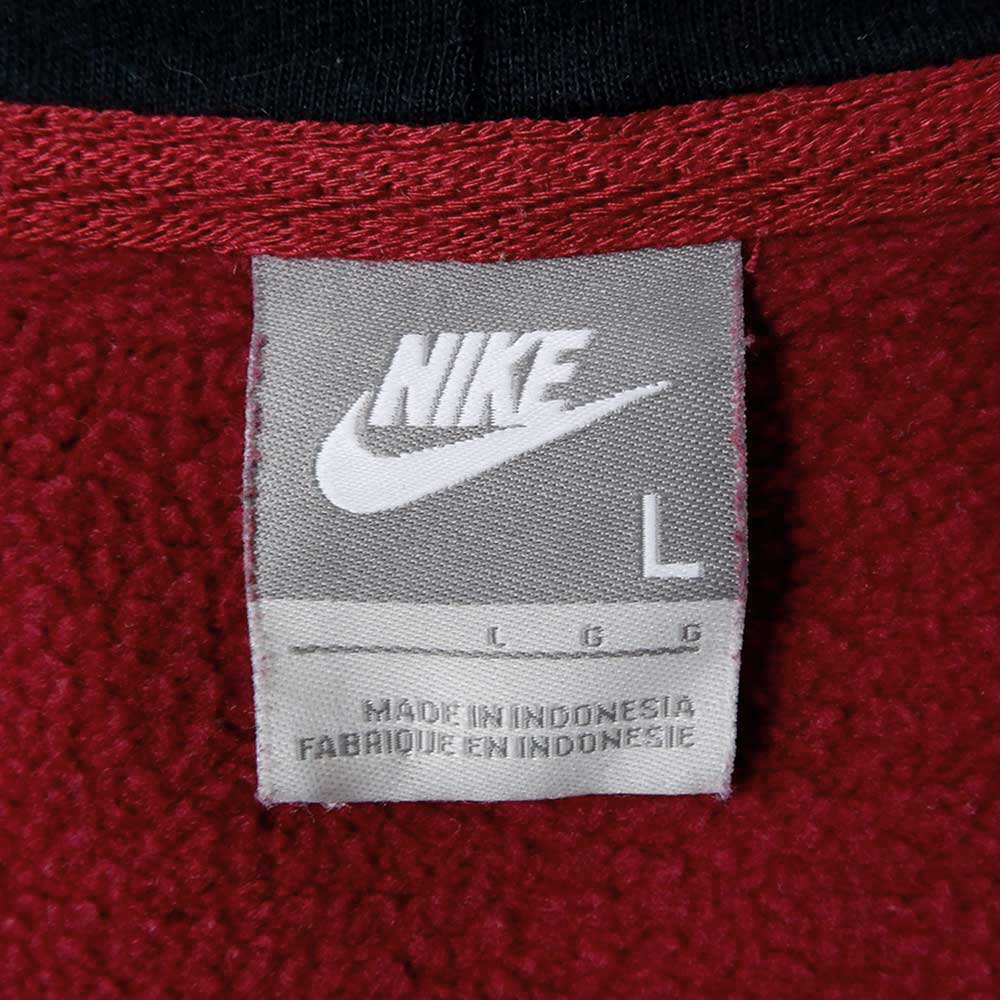 NIKE
L
L G G
MADE IN INDONESIA
FABRIQUE EN INDONESIE